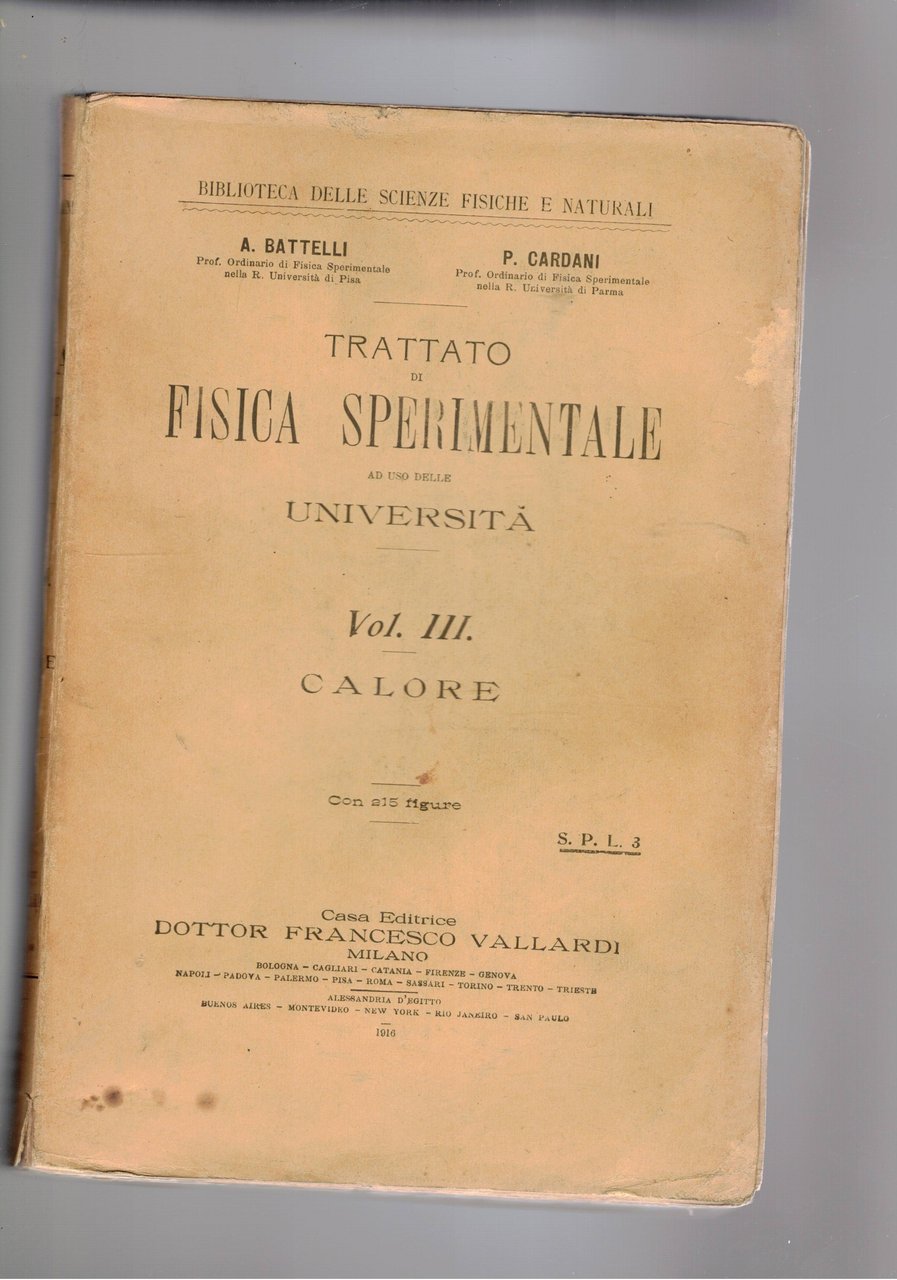 BIBLIOTECA DELLE SCIENZE FISICHE E NATURALI
A. BATTELLI
Prof. Ordinario di Fisica Sperimentale
nella R. Università di Pisa
P. CARDANI
Prof. Ordinario di Fisica Sperimentale
nella R. Università di Parma
TRATTATO
DI
FISICA SPERIMENTALE
AD USO DELLE
UNIVERSITÀ
Vol. III.
CALORE
Con 215 figure
S. P. L. 3
Casa Editrice
DOTTOR FRANCESCO VALLARDI
MILANO
BOLOGNA – CAGLIARI – CATANIA – FIRENZE – GENOVA
NAPOLI – PADOVA – PALERMO – PISA – ROMA – SASSARI – TORINO – TRENTO – TRIESTE
ALESSANDRIA D'EGITTO
BUENOS AIRES – MONTEVIDEO – NEW YORK – RIO JANEIRO – SAN PAULO
1916